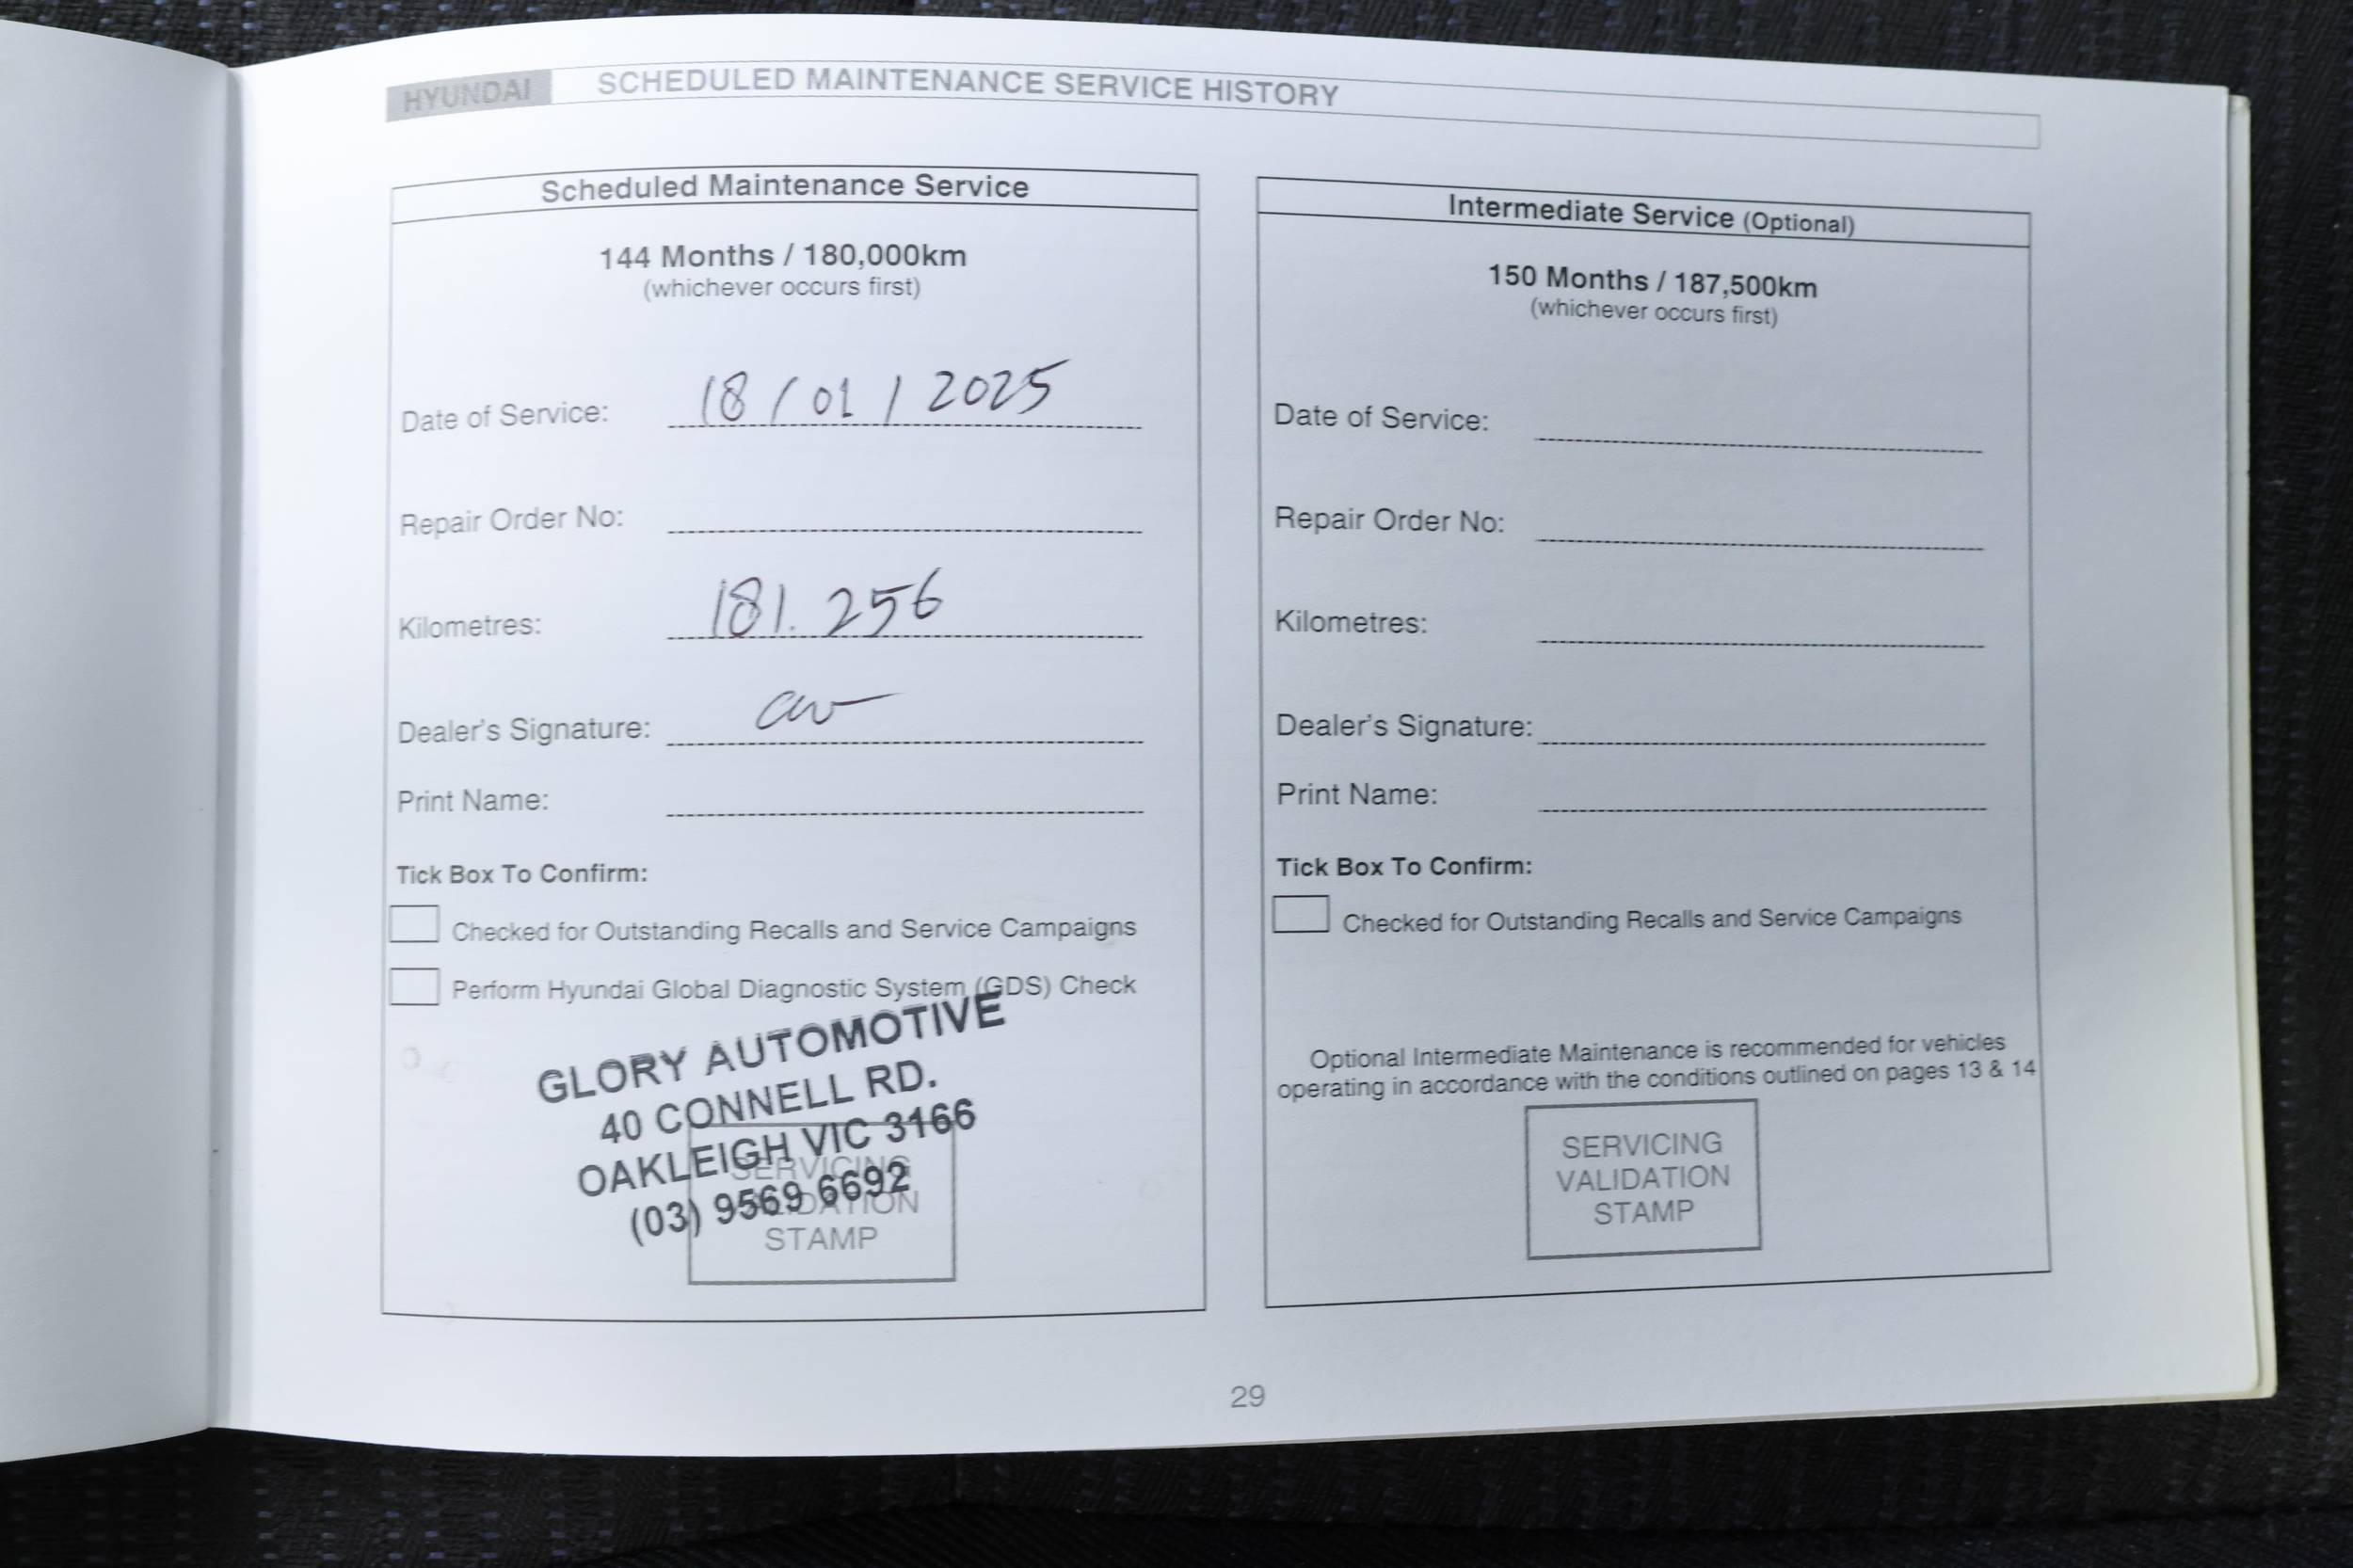 HYUNDAI SCHEDULED MAINTENANCE SERVICE HISTORY
Scheduled Maintenance Service
144 Months / 180,000km
(whichever occurs first)
Date of Service: 18 / 01 / 2025
Repair Order No:
Kilometres: 181.256
Dealer's Signature:
Print Name:
Tick Box To Confirm:
Checked for Outstanding Recalls and Service Campaigns
Perform Hyundai Global Diagnostic System (GDS) Check
GLORY AUTOMOTIVE
40 CONNELL RD.
OAKLEIGH VIC 3166
(03) 9569 6692
SERVICING
VALIDATION
STAMP
Intermediate Service (Optional)
150 Months / 187,500km
(whichever occurs first)
Date of Service:
Repair Order No:
Kilometres:
Dealer's Signature:
Print Name:
Tick Box To Confirm:
Checked for Outstanding Recalls and Service Campaigns
Optional Intermediate Maintenance is recommended for vehicles
operating in accordance with the conditions outlined on pages 13 & 14
SERVICING
VALIDATION
STAMP
29